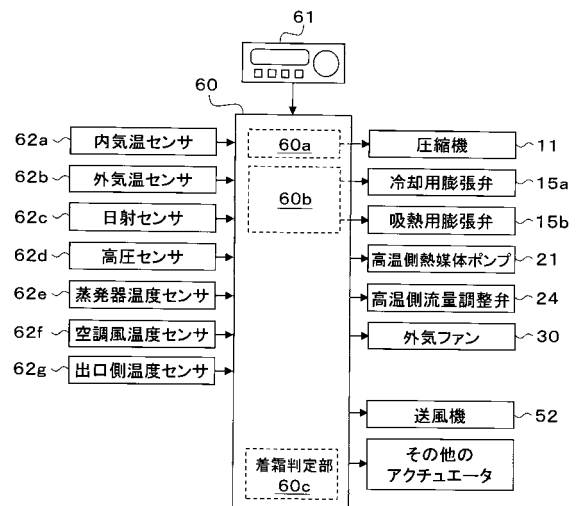 61
60
62a 内気温センサ
62b 外気温センサ
62c 日射センサ
62d 高圧センサ
62e 蒸発器温度センサ
62f 空調風温度センサ
62g 出口側温度センサ
60a
60b
着霜判定部
60c
圧縮機 11
冷却用膨張弁 15a
吸熱用膨張弁 15b
高温側熱媒体ポンプ 21
高温側流量調整弁 24
外気ファン 30
送風機 52
その他の
アクチュエータ